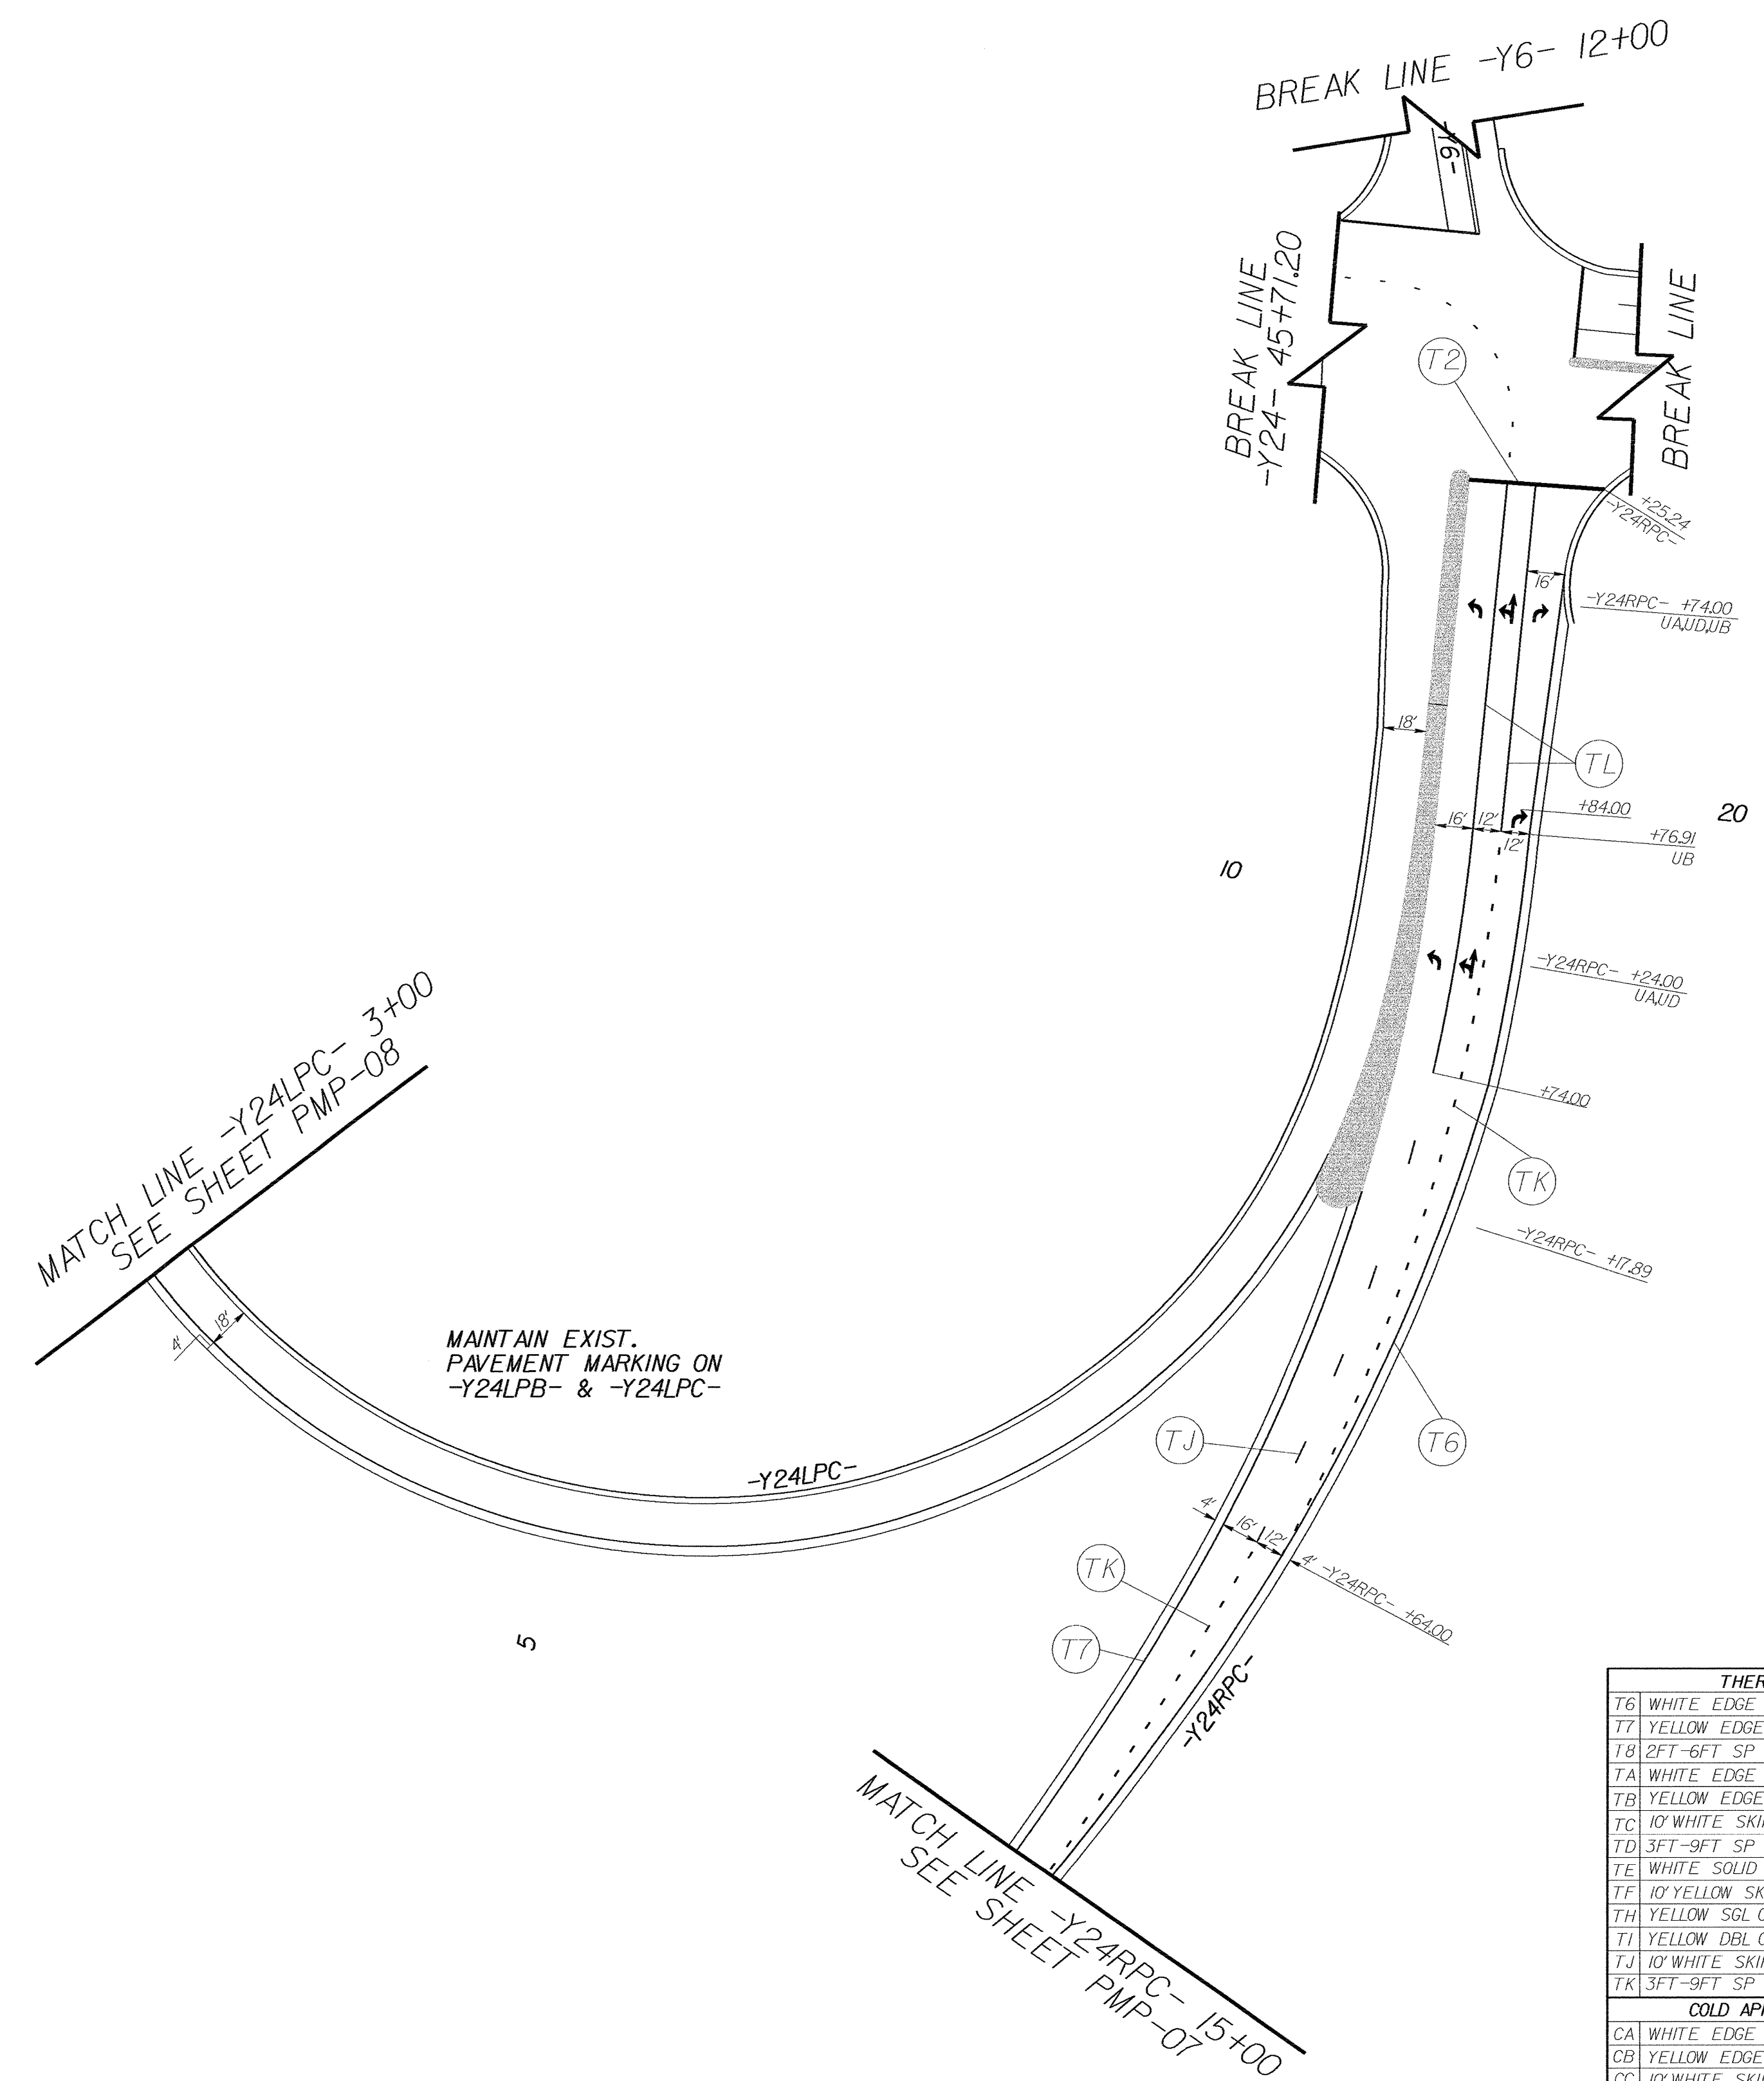 BREAK LINE -Y6- 12+00
-Y6-
BREAK LINE
-Y24- 45+71.20
BREAK LINE
T2
+25.24
-Y24RPC-
16'
-Y24RPC- +74.00
UA,UD,UB
18'
TL
+84.00
20
16'
12'
12'
+76.91
UB
10
-Y24RPC- +24.00
UA,UD
+74.00
TK
MATCH LINE -Y24LPC- 3+00
SEE SHEET PMP-08
-Y24RPC- +17.89
18'
4'
MAINTAIN EXIST.
PAVEMENT MARKING ON
-Y24LPB- & -Y24LPC-
T6
TJ
-Y24LPC-
4'
16'
12'
4'
-Y24RPC- +64.00
TK
5
T7
-Y24RPC-
MATCH LINE -Y24RPC- 15+00
SEE SHEET PMP-07
THER
T6 WHITE EDGE
T7 YELLOW EDGE
T8 2FT-6FT SP
TA WHITE EDGE
TB YELLOW EDGE
TC 10' WHITE SKI
TD 3FT-9FT SP
TE WHITE SOLID
TF 10' YELLOW SK
TH YELLOW SGL
TI YELLOW DBL
TJ 10' WHITE SKI
TK 3FT-9FT SP
COLD AP
CA WHITE EDGE
CB YELLOW EDGE
CC 10' WHITE SKI